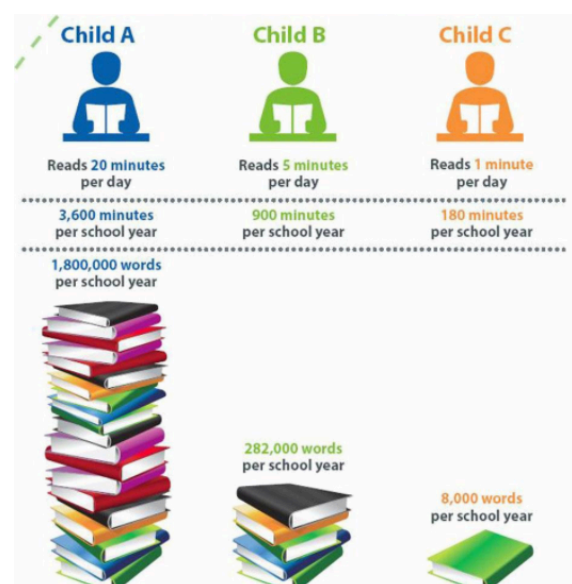 Child A
Child B
Child C
Reads 20 minutes
per day
Reads 5 minutes
per day
Reads 1 minute
per day
3,600 minutes
per school year
900 minutes
per school year
180 minutes
per school year
1,800,000 words
per school year
282,000 words
per school year
8,000 words
per school year